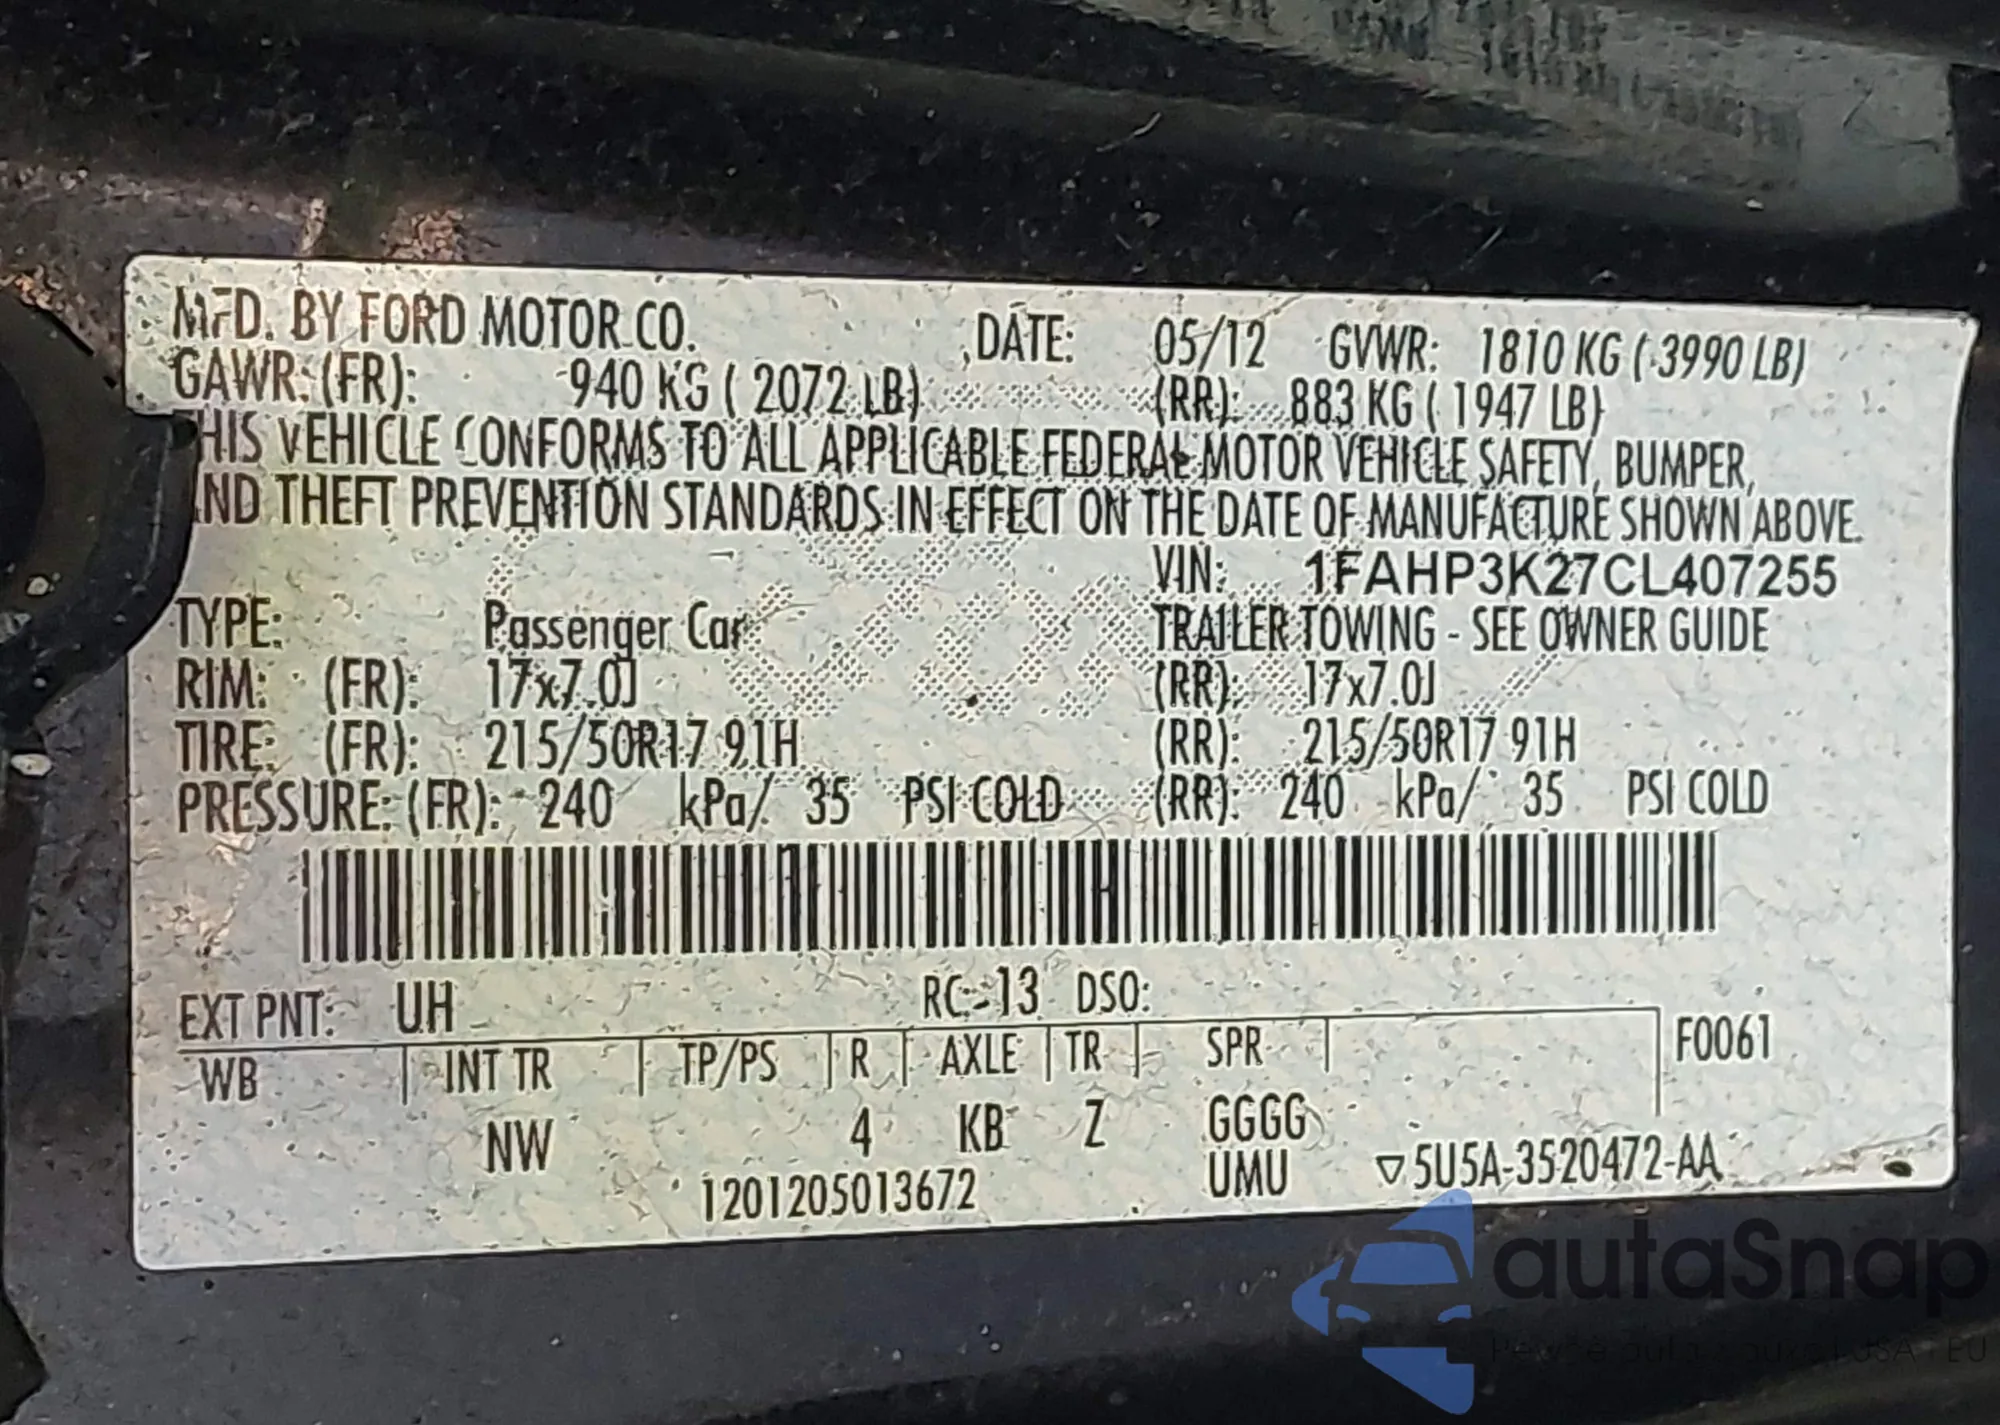 MFD. BY FORD MOTOR CO. DATE: 05/12 GVWR: 1810 KG ( 3990 LB)
GAWR: (FR): 940 KG ( 2072 LB) (RR): 883 KG ( 1947 LB)
THIS VEHICLE CONFORMS TO ALL APPLICABLE FEDERAL MOTOR VEHICLE SAFETY, BUMPER,
AND THEFT PREVENTION STANDARDS IN EFFECT ON THE DATE OF MANUFACTURE SHOWN ABOVE.
VIN: 1FAHP3K27CL407255
TYPE: Passenger Car TRAILER TOWING - SEE OWNER GUIDE
RIM: (FR): 17x7.0J (RR): 17x7.0J
TIRE: (FR): 215/50R17 91H (RR): 215/50R17 91H
PRESSURE: (FR): 240 kPa/ 35 PSI COLD (RR): 240 kPa/ 35 PSI COLD
EXT PNT: UH RC: 13 DSO:
WB INT TR TP/PS R AXLE TR SPR F0061
NW 4 KB Z GGGG
UMU ▽5U5A-3520472-AA
1201205013672
autaSnap